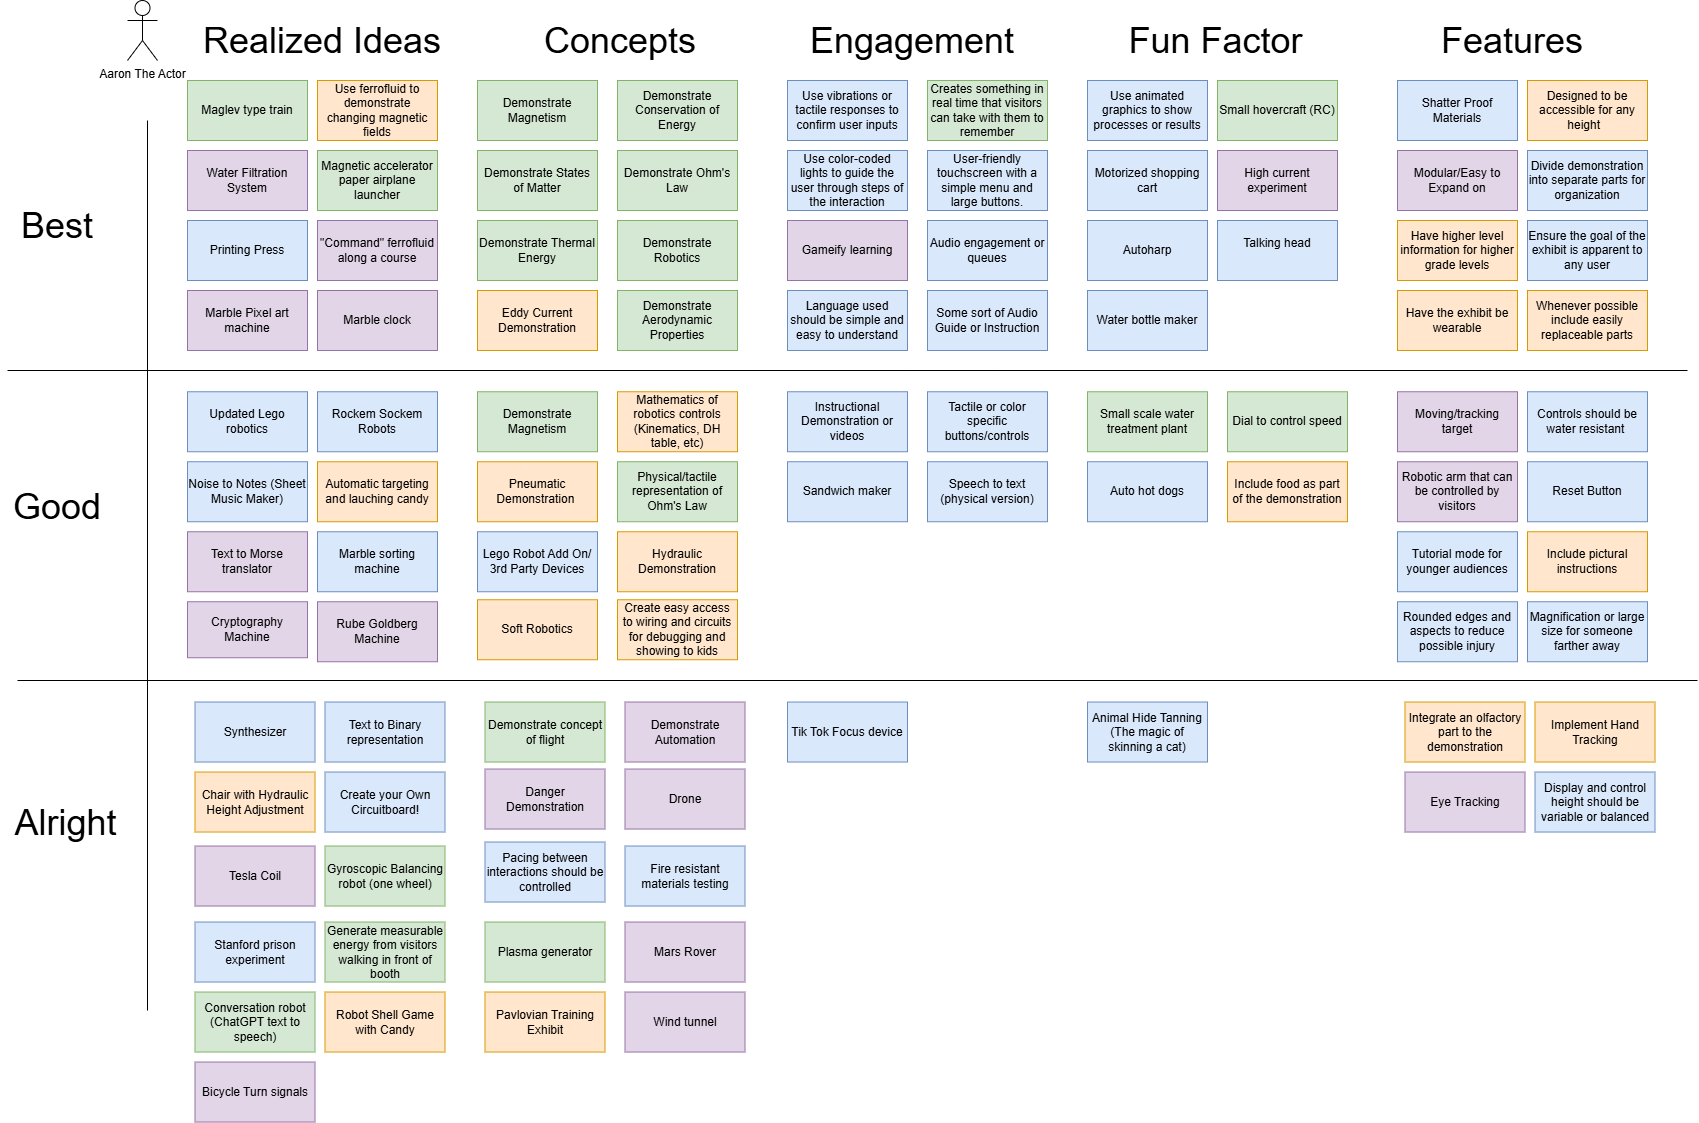 Aaron The Actor
Realized Ideas
Concepts
Engagement
Fun Factor
Features
Best
Maglev type train
Use ferrofluid to
demonstrate
changing magnetic
fields
Water Filtration
System
Magnetic accelerator
paper airplane
launcher
Printing Press
"Command" ferrofluid
along a course
Marble Pixel art
machine
Marble clock
Demonstrate
Magnetism
Demonstrate
Conservation of
Energy
Demonstrate States
of Matter
Demonstrate Ohm's
Law
Demonstrate Thermal
Energy
Demonstrate
Robotics
Eddy Current
Demonstration
Demonstrate
Aerodynamic
Properties
Use vibrations or
tactile responses to
confirm user inputs
Creates something in
real time that visitors
can take with them to
remember
Use color-coded
lights to guide the
user through steps of
the interaction
User-friendly
touchscreen with a
simple menu and
large buttons.
Gameify learning
Audio engagement or
queues
Language used
should be simple and
easy to understand
Some sort of Audio
Guide or Instruction
Use animated
graphics to show
processes or results
Small hovercraft (RC)
Motorized shopping
cart
High current
experiment
Autoharp
Talking head
Water bottle maker
Shatter Proof
Materials
Designed to be
accessible for any
height
Modular/Easy to
Expand on
Divide demonstration
into separate parts for
organization
Have higher level
information for higher
grade levels
Ensure the goal of the
exhibit is apparent to
any user
Have the exhibit be
wearable
Whenever possible
include easily
replaceable parts
Good
Updated Lego
robotics
Rockem Sockem
Robots
Noise to Notes (Sheet
Music Maker)
Automatic targeting
and lauching candy
Text to Morse
translator
Marble sorting
machine
Cryptography
Machine
Rube Goldberg
Machine
Demonstrate
Magnetism
Mathematics of
robotics controls
(Kinematics, DH
table, etc)
Pneumatic
Demonstration
Physical/tactile
representation of
Ohm's Law
Lego Robot Add On/
3rd Party Devices
Hydraulic
Demonstration
Soft Robotics
Create easy access
to wiring and circuits
for debugging and
showing to kids
Instructional
Demonstration or
videos
Tactile or color
specific
buttons/controls
Sandwich maker
Speech to text
(physical version)
Small scale water
treatment plant
Dial to control speed
Auto hot dogs
Include food as part
of the demonstration
Moving/tracking
target
Controls should be
water resistant
Robotic arm that can
be controlled by
visitors
Reset Button
Tutorial mode for
younger audiences
Include pictural
instructions
Rounded edges and
aspects to reduce
possible injury
Magnification or large
size for someone
farther away
Alright
Synthesizer
Text to Binary
representation
Chair with Hydraulic
Height Adjustment
Create your Own
Circuitboard!
Tesla Coil
Gyroscopic Balancing
robot (one wheel)
Stanford prison
experiment
Generate measurable
energy from visitors
walking in front of
booth
Conversation robot
(ChatGPT text to
speech)
Robot Shell Game
with Candy
Bicycle Turn signals
Demonstrate concept
of flight
Demonstrate
Automation
Danger
Demonstration
Drone
Pacing between
interactions should be
controlled
Fire resistant
materials testing
Plasma generator
Mars Rover
Pavlovian Training
Exhibit
Wind tunnel
Tik Tok Focus device
Animal Hide Tanning
(The magic of
skinning a cat)
Integrate an olfactory
part to the
demonstration
Implement Hand
Tracking
Eye Tracking
Display and control
height should be
variable or balanced